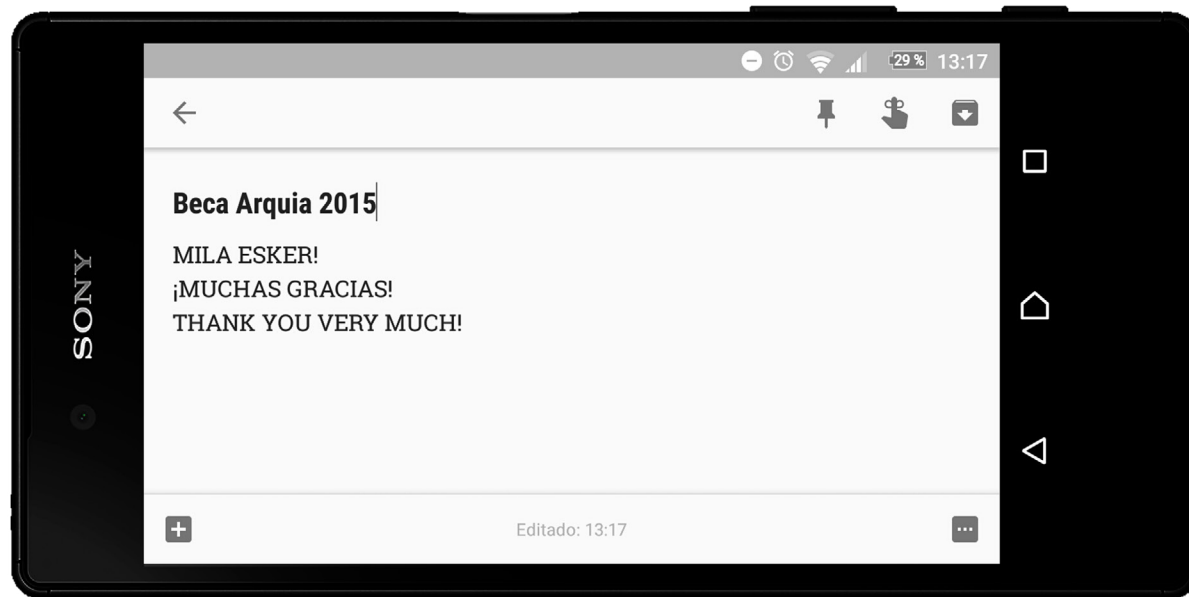 29 % 13:17
Beca Arquia 2015
MILA ESKER!
¡MUCHAS GRACIAS!
THANK YOU VERY MUCH!
Editado: 13:17
SONY